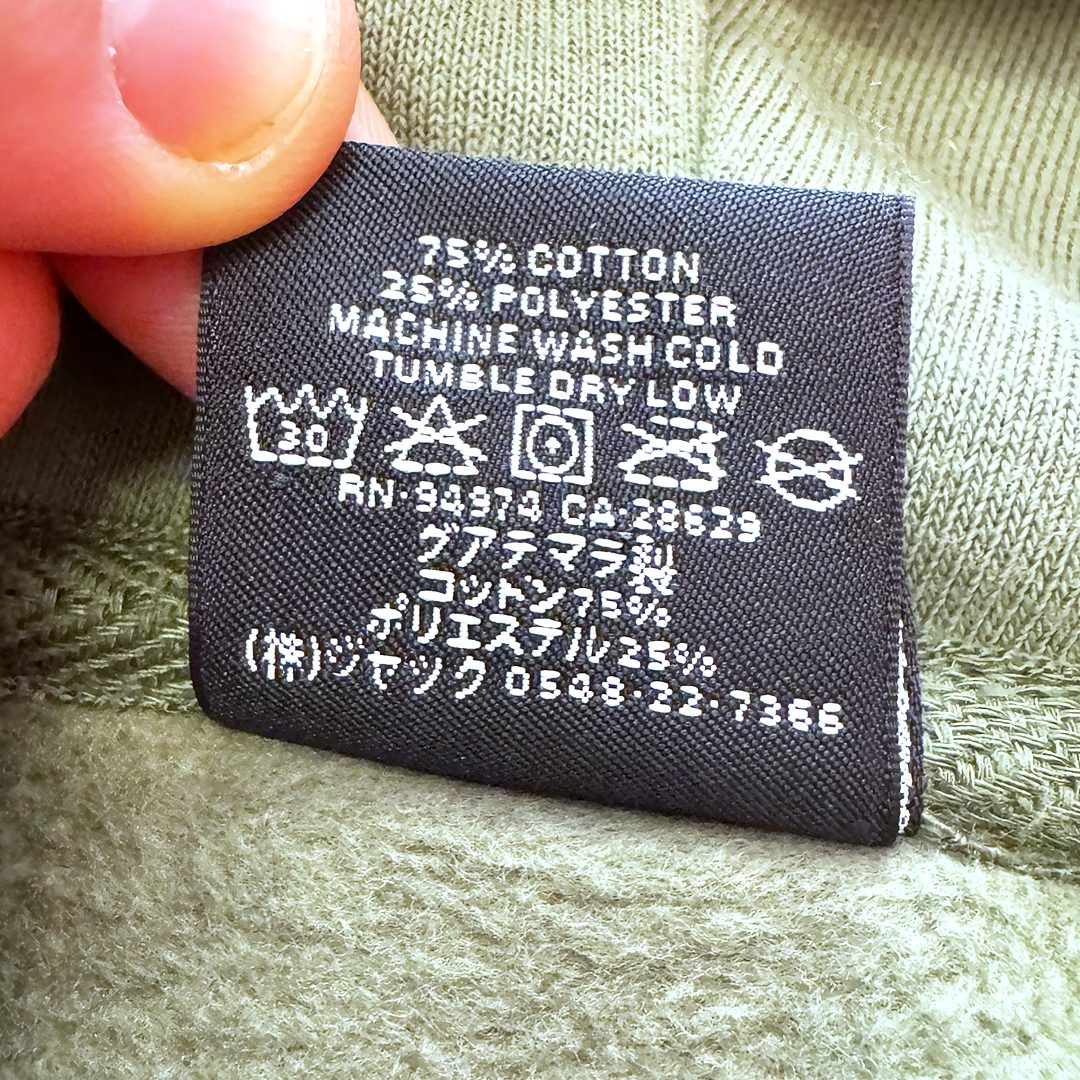 75% COTTON
25% POLYESTER
MACHINE WASH COLD
TUMBLE DRY LOW
30
RN·94974 CA·28629
グアテマラ製
コットン75%
ポリエステル25%
(株)ジャック 0548·22·7366